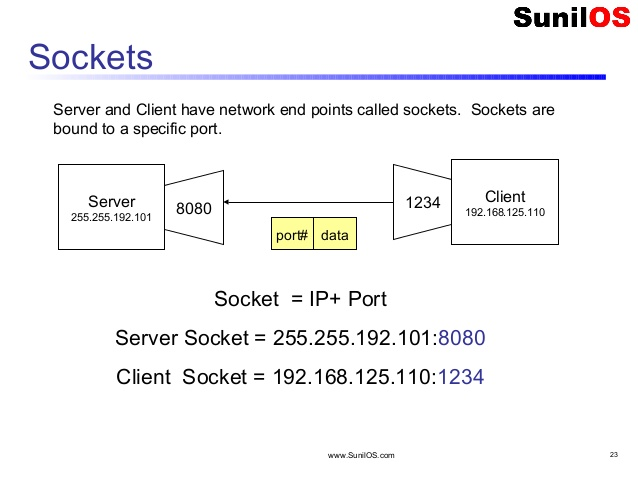 SunilOS
Sockets
Server and Client have network end points called sockets.  Sockets are
bound to a specific port.
Server
255.255.192.101
8080
1234
Client
192.168.125.110
port#
data
Socket  = IP+ Port
Server Socket = 255.255.192.101:8080
Client  Socket = 192.168.125.110:1234
www.SunilOS.com
23